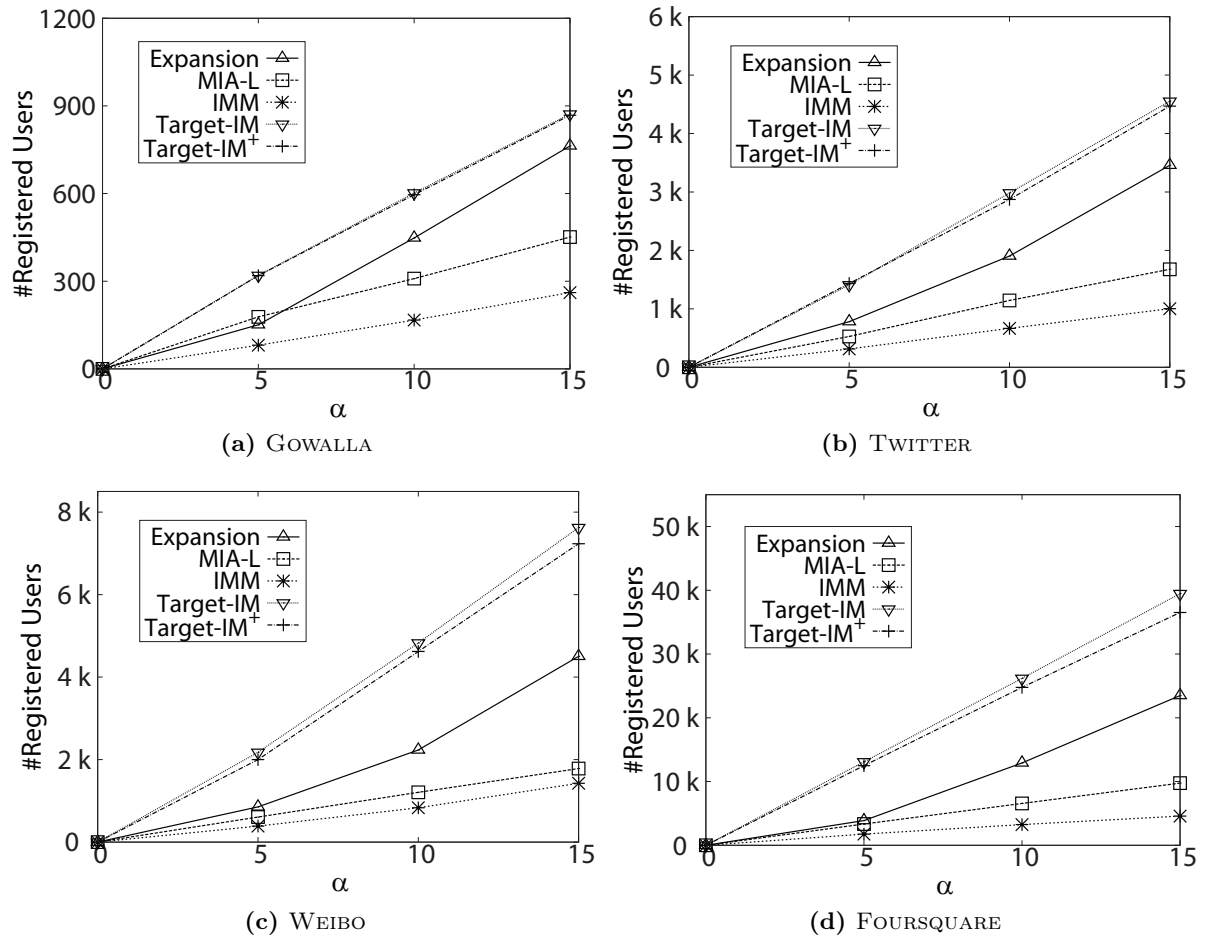 #Registered Users
1200
900
600
300
0
Expansion
MIA-L
IMM
Target-IM
Target-IM+
0 5 10 15
α
(a) GOWALLA
#Registered Users
6 k
5 k
4 k
3 k
2 k
1 k
0
Expansion
MIA-L
IMM
Target-IM
Target-IM+
0 5 10 15
α
(b) TWITTER
#Registered Users
8 k
6 k
4 k
2 k
0
Expansion
MIA-L
IMM
Target-IM
Target-IM+
0 5 10 15
α
(c) WEIBO
#Registered Users
50 k
40 k
30 k
20 k
10 k
0
Expansion
MIA-L
IMM
Target-IM
Target-IM+
0 5 10 15
α
(d) FOURSQUARE